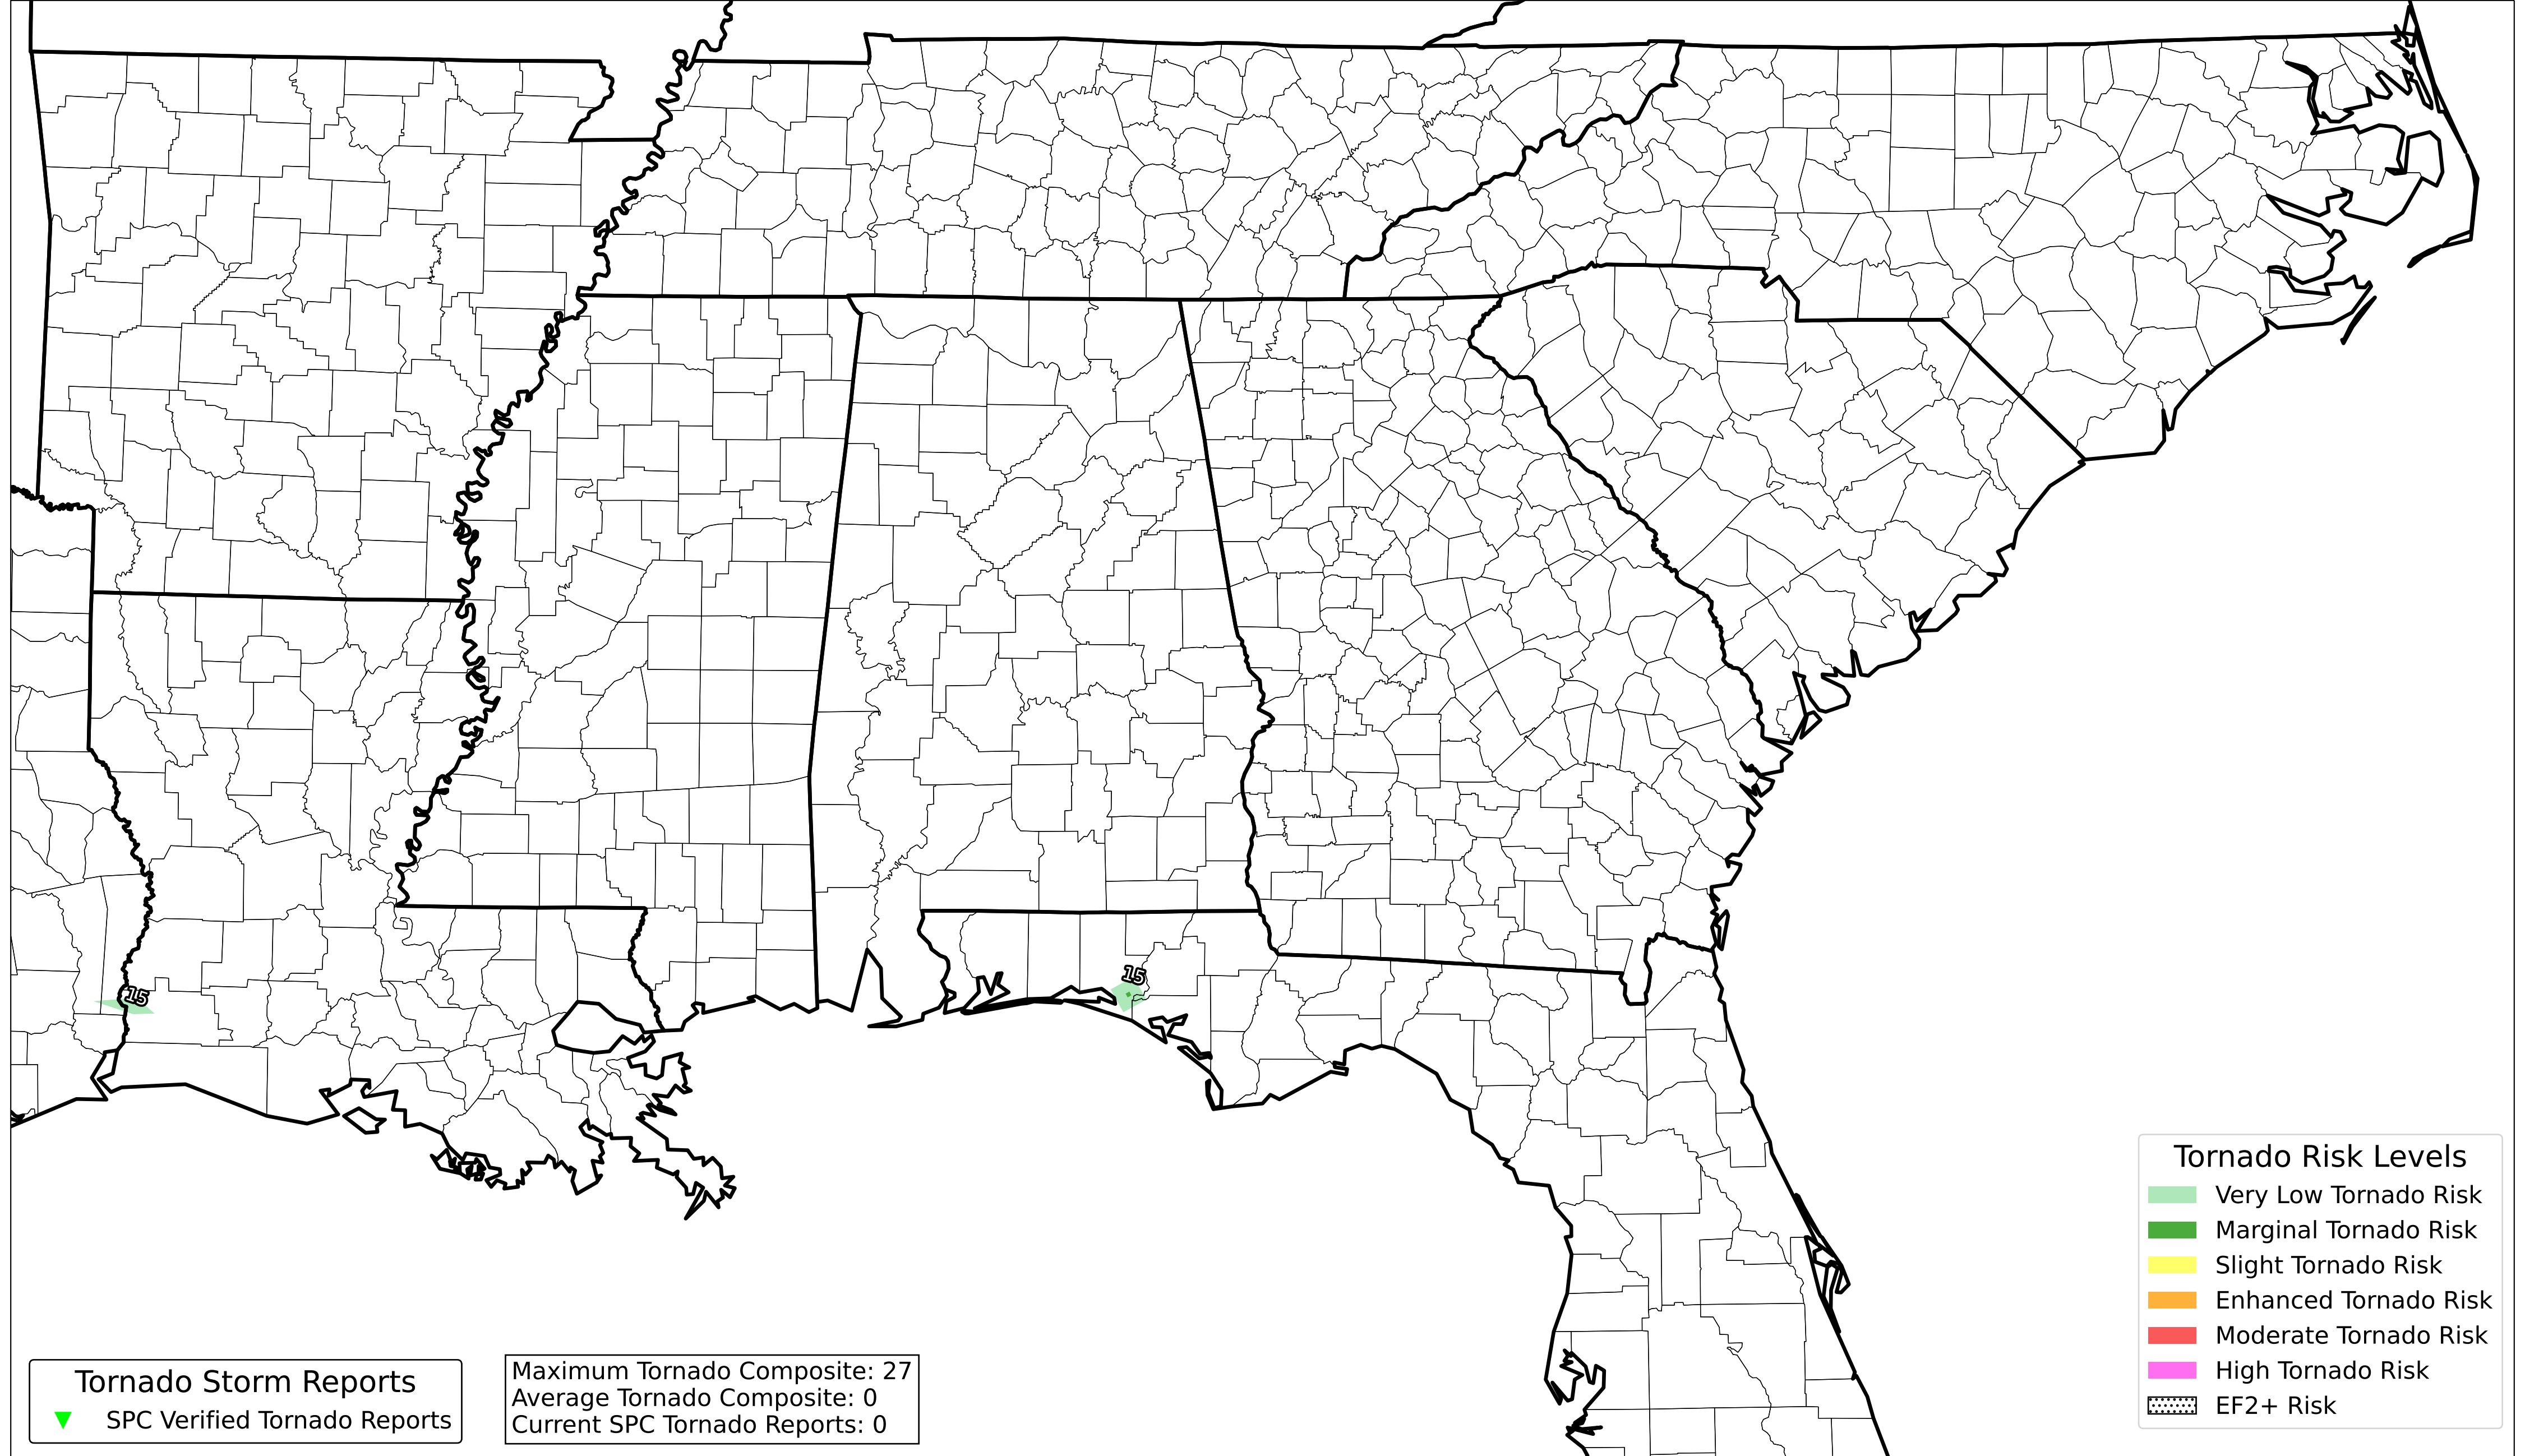 15
15
Tornado Risk Levels
Very Low Tornado Risk
Marginal Tornado Risk
Slight Tornado Risk
Enhanced Tornado Risk
Moderate Tornado Risk
High Tornado Risk
EF2+ Risk
Tornado Storm Reports
SPC Verified Tornado Reports
Maximum Tornado Composite: 27
Average Tornado Composite: 0
Current SPC Tornado Reports: 0